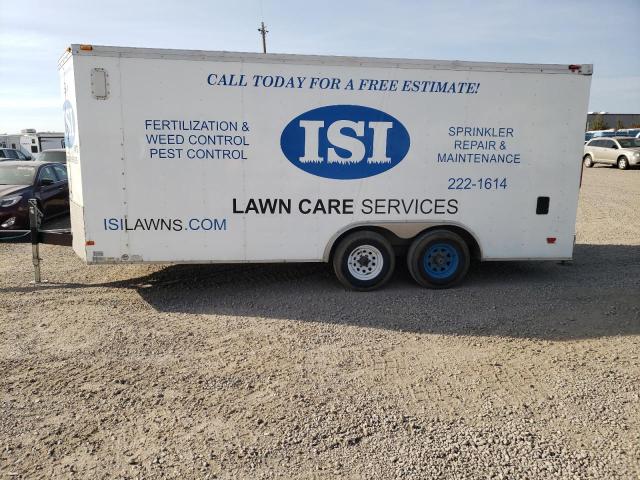 CALL TODAY FOR A FREE ESTIMATE!
FERTILIZATION &
WEED CONTROL
PEST CONTROL
ISI
SPRINKLER
REPAIR &
MAINTENANCE
222-1614
LAWN CARE SERVICES
ISILAWNS.COM